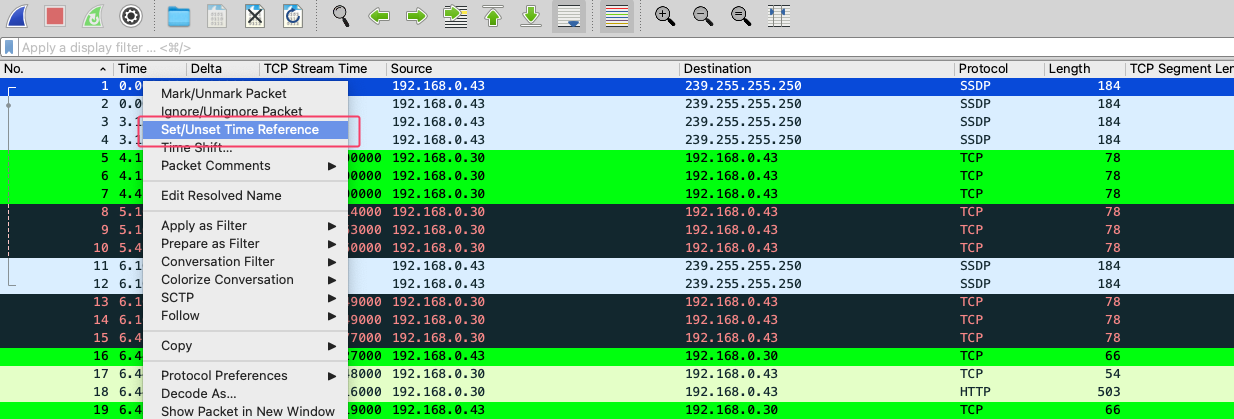 Apply a display filter ... <⌘/>
No. Time Delta TCP Stream Time Source Destination Protocol Length TCP Segment Len
1 0.0 192.168.0.43 239.255.255.250 SSDP 184
Mark/Unmark Packet
2 0.0 192.168.0.43 239.255.255.250 SSDP 184
Ignore/Unignore Packet
3 3.1 192.168.0.43 239.255.255.250 SSDP 184
Set/Unset Time Reference
4 3.1 192.168.0.43 239.255.255.250 SSDP 184
Time Shift...
5 4.1 00000 192.168.0.30 192.168.0.43 TCP 78
Packet Comments
6 4.1 0000 192.168.0.30 192.168.0.43 TCP 78
7 4.4 00000 192.168.0.30 192.168.0.43 TCP 78
Edit Resolved Name
8 5.1 4000 192.168.0.30 192.168.0.43 TCP 78
Apply as Filter
9 5.1 3000 192.168.0.30 192.168.0.43 TCP 78
Prepare as Filter
10 5.4 0000 192.168.0.30 192.168.0.43 TCP 78
Conversation Filter
11 6.1 192.168.0.43 239.255.255.250 SSDP 184
Colorize Conversation
12 6.1 192.168.0.43 239.255.255.250 SSDP 184
SCTP
13 6.1 9000 192.168.0.30 192.168.0.43 TCP 78
Follow
14 6.1 9000 192.168.0.30 192.168.0.43 TCP 78
15 6.4 7000 192.168.0.30 192.168.0.43 TCP 78
Copy
16 6.4 7000 192.168.0.43 192.168.0.30 TCP 66
17 6.4 8000 192.168.0.30 192.168.0.43 TCP 54
Protocol Preferences
18 6.4 6000 192.168.0.30 192.168.0.43 HTTP 503
Decode As...
19 6.4 9000 192.168.0.43 192.168.0.30 TCP 66
Show Packet in New Window